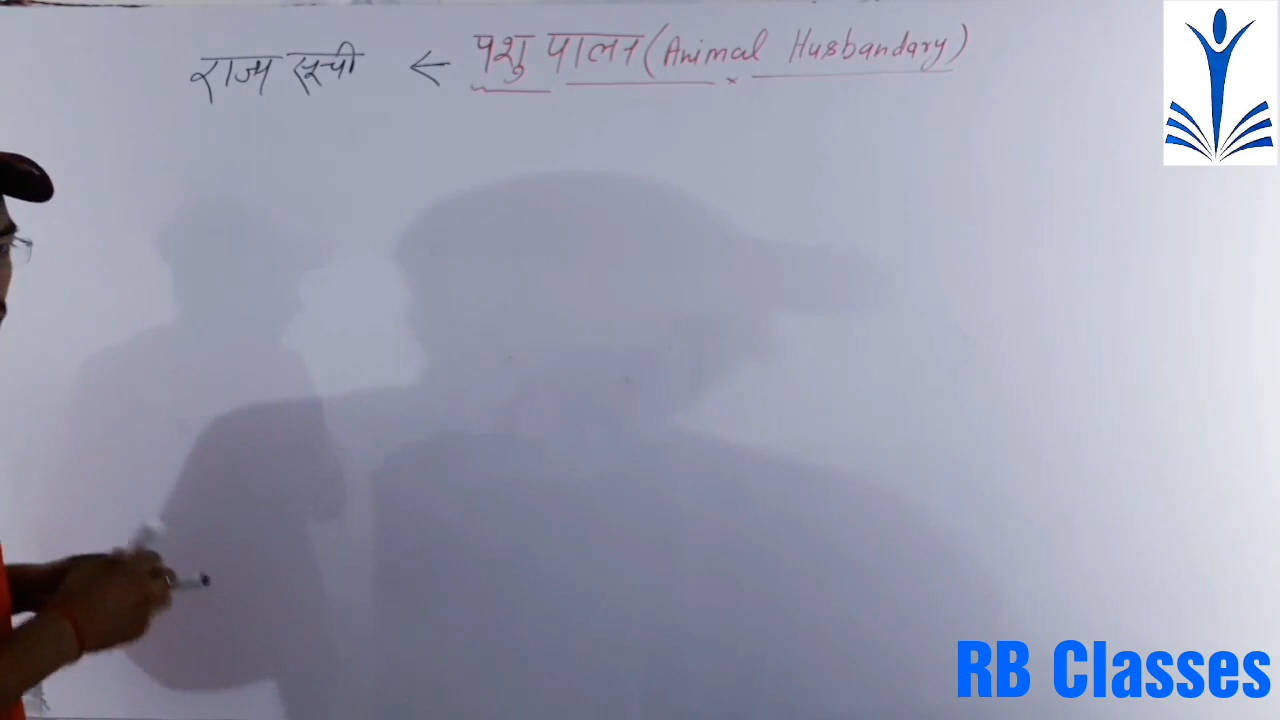 राज्य सूची ← पशु पालन (Animal Husbandary)
RB Classes